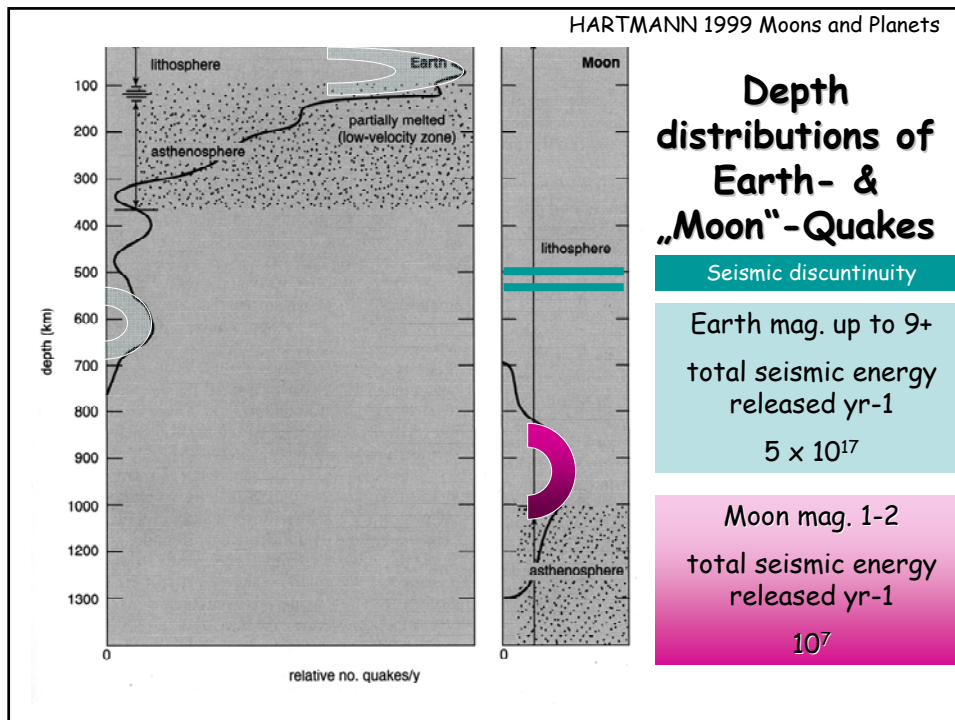 HARTMANN 1999 Moons and Planets
Depth
distributions of
Earth- &
„Moon“-Quakes
Seismic discuntinuity
Earth mag. up to 9+
total seismic energy
released yr-1
5 x 10¹⁷
Moon mag. 1-2
total seismic energy
released yr-1
10⁷
lithosphere
Earth
partially melted
(low-velocity zone)
asthenosphere
depth (km)
100
200
300
400
500
600
700
800
900
1000
1200
1300
0
relative no. quakes/y
Moon
lithosphere
asthenosphere
0